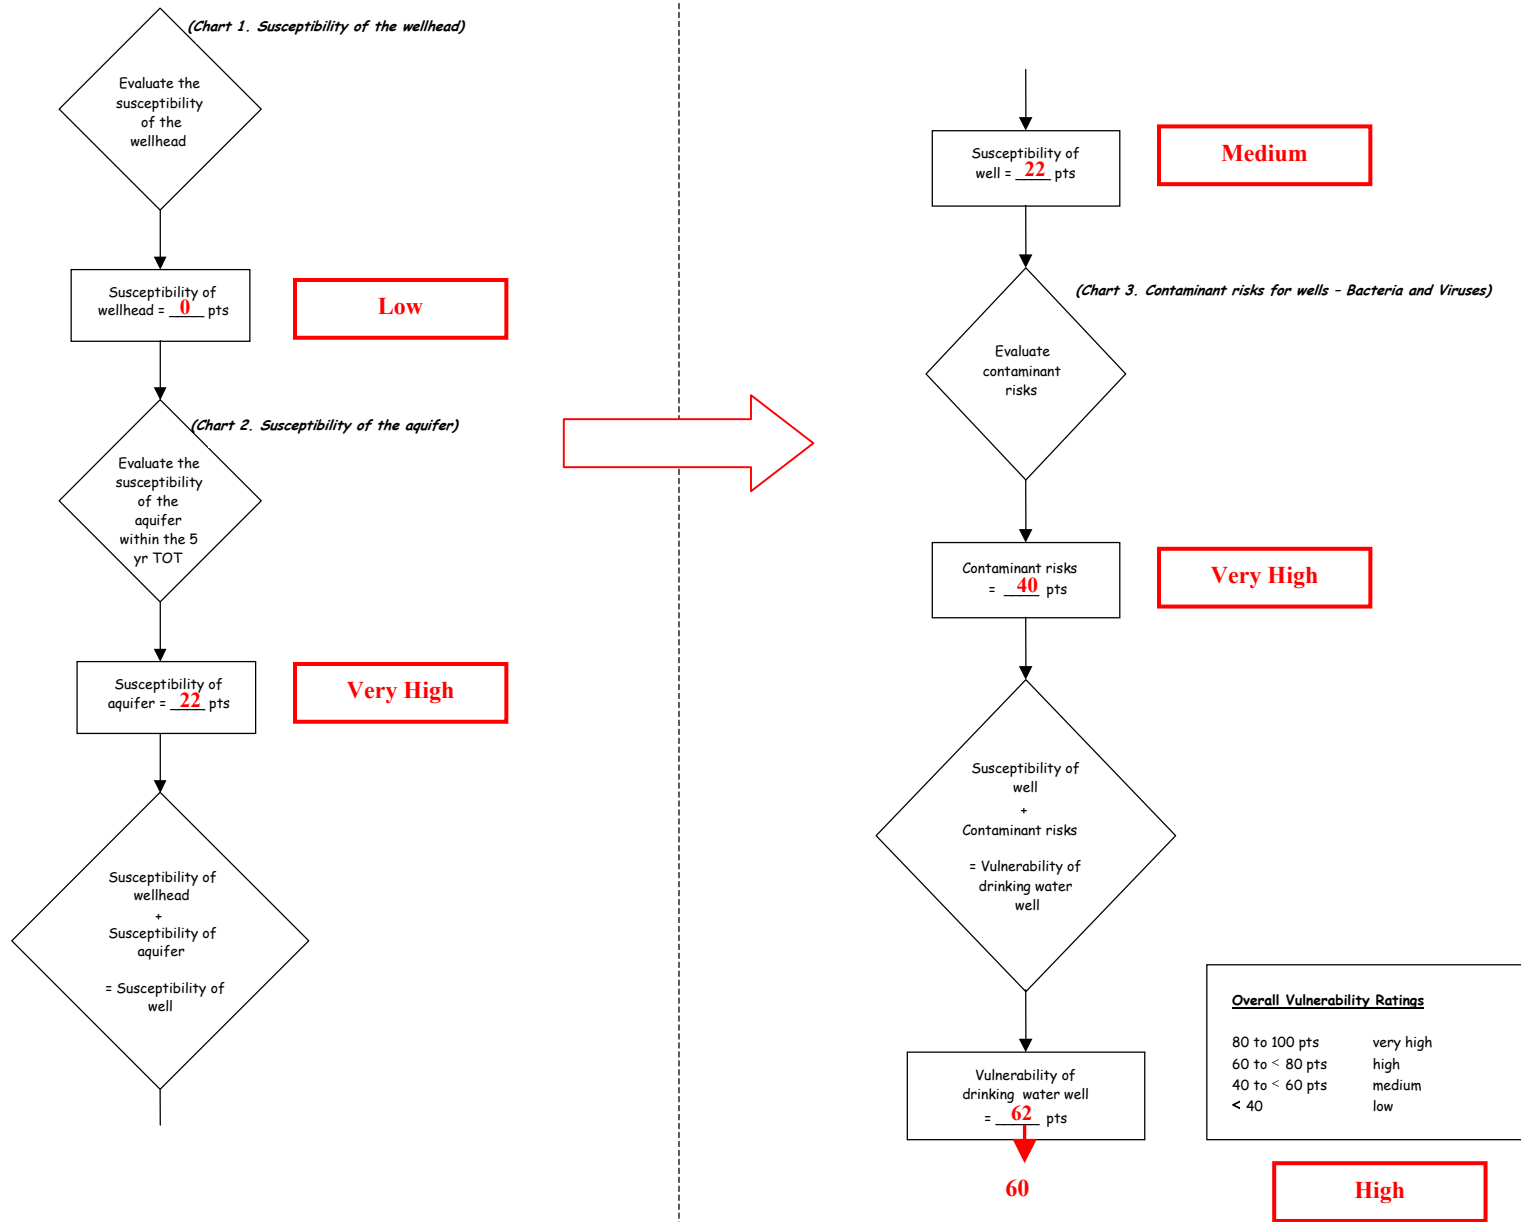 (Chart 1. Susceptibility of the wellhead)
Evaluate the
susceptibility
of the
wellhead
Susceptibility of
wellhead = 0 pts
Low
(Chart 2. Susceptibility of the aquifer)
Evaluate the
susceptibility
of the
aquifer
within the 5
yr TOT
Susceptibility of
aquifer = 22 pts
Very High
Susceptibility of
wellhead
+
Susceptibility of
aquifer
= Susceptibility of
well
Susceptibility of
well = 22 pts
Medium
(Chart 3. Contaminant risks for wells – Bacteria and Viruses)
Evaluate
contaminant
risks
Contaminant risks
= 40 pts
Very High
Susceptibility of
well
+
Contaminant risks
= Vulnerability of
drinking water
well
Vulnerability of
drinking water well
= 62 pts
60
Overall Vulnerability Ratings
80 to 100 pts very high
60 to < 80 pts high
40 to < 60 pts medium
< 40 low
High